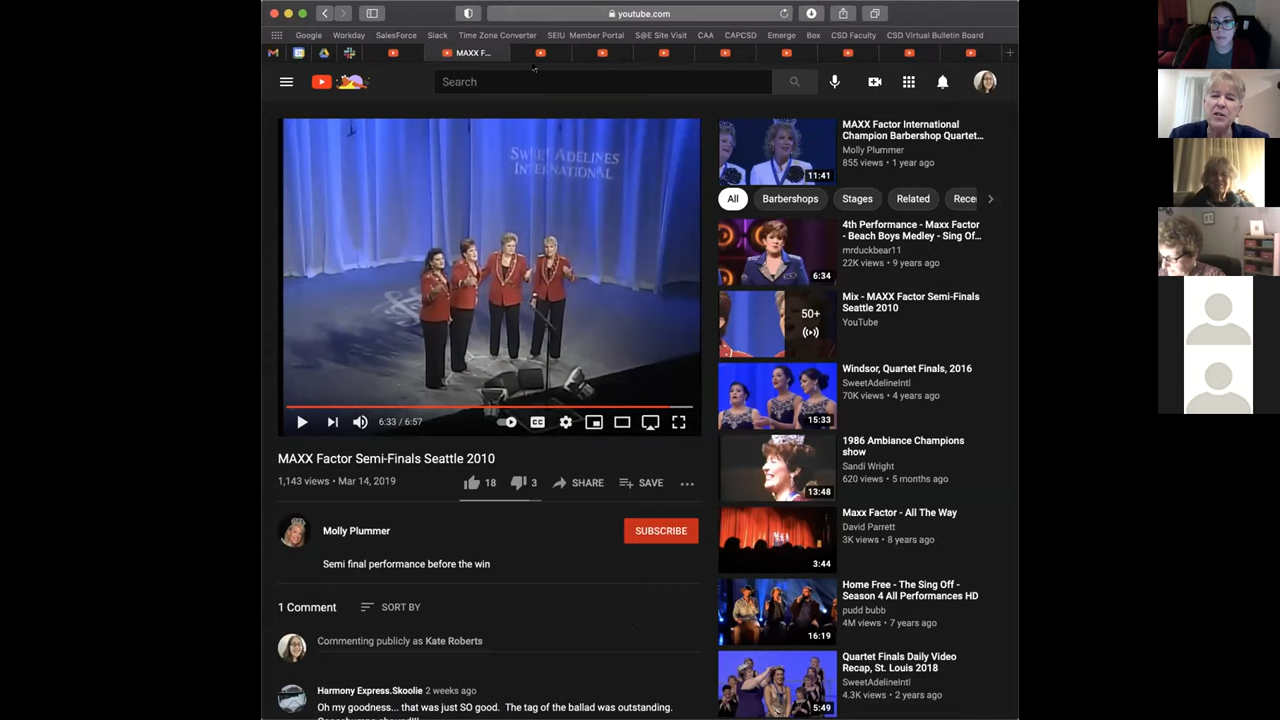 youtube.com
Google Workday SalesForce Slack Time Zone Converter SEIU Member Portal S@E Site Visit CAA CAPCSD Emerge Box CSD Faculty CSD Virtual Bulletin Board
MAXX F...
Search
SWEET ADELINES
INTERNATIONAL
6:33 / 6:57
CC
MAXX Factor Semi-Finals Seattle 2010
1,143 views • Mar 14, 2019
18
3
SHARE
SAVE
Molly Plummer
SUBSCRIBE
Semi final performance before the win
1 Comment
SORT BY
Commenting publicly as Kate Roberts
Harmony Express.Skoolie 2 weeks ago
Oh my goodness... that was just SO good. The tag of the ballad was outstanding.
MAXX Factor International
Champion Barbershop Quartet...
Molly Plummer
855 views • 1 year ago
11:41
All Barbershops Stages Related Rece
4th Performance - Maxx Factor
- Beach Boys Medley - Sing Of...
mrduckbear11
22K views • 9 years ago
6:34
Mix - MAXX Factor Semi-Finals
Seattle 2010
YouTube
50+
Windsor, Quartet Finals, 2016
SweetAdelineIntl
70K views • 4 years ago
15:33
1986 Ambiance Champions
show
Sandi Wright
620 views • 5 months ago
13:48
Maxx Factor - All The Way
David Parrett
3K views • 8 years ago
3:44
Home Free - The Sing Off -
Season 4 All Performances HD
pudd bubb
4M views • 7 years ago
16:19
Quartet Finals Daily Video
Recap, St. Louis 2018
SweetAdelineIntl
4.3K views • 2 years ago
5:49